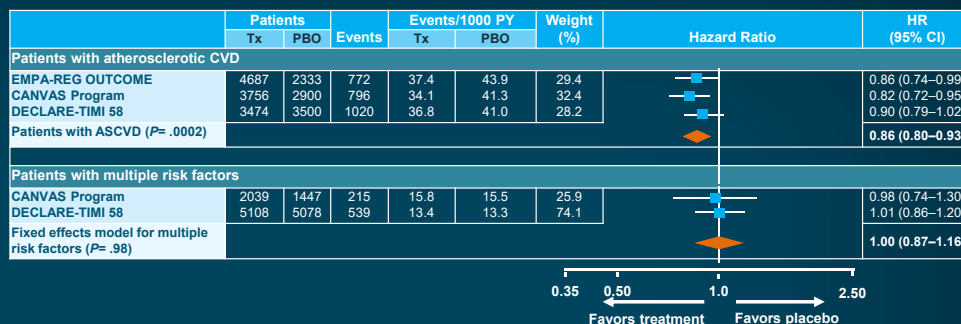 Patients Events/1000 PY Weight HR
Tx PBO Events Tx PBO (%) Hazard Ratio (95% CI)
Patients with atherosclerotic CVD
EMPA-REG OUTCOME 4687 2333 772 37.4 43.9 29.4 0.86 (0.74–0.99
CANVAS Program 3756 2900 796 34.1 41.3 32.4 0.82 (0.72–0.95
DECLARE-TIMI 58 3474 3500 1020 36.8 41.0 28.2 0.90 (0.79–1.02
Patients with ASCVD (P= .0002) 0.86 (0.80–0.93
Patients with multiple risk factors
CANVAS Program 2039 1447 215 15.8 15.5 25.9 0.98 (0.74–1.30
DECLARE-TIMI 58 5108 5078 539 13.4 13.3 74.1 1.01 (0.86–1.20
Fixed effects model for multiple
risk factors (P= .98) 1.00 (0.87–1.16
0.35 0.50 1.0 2.50
Favors treatment Favors placebo